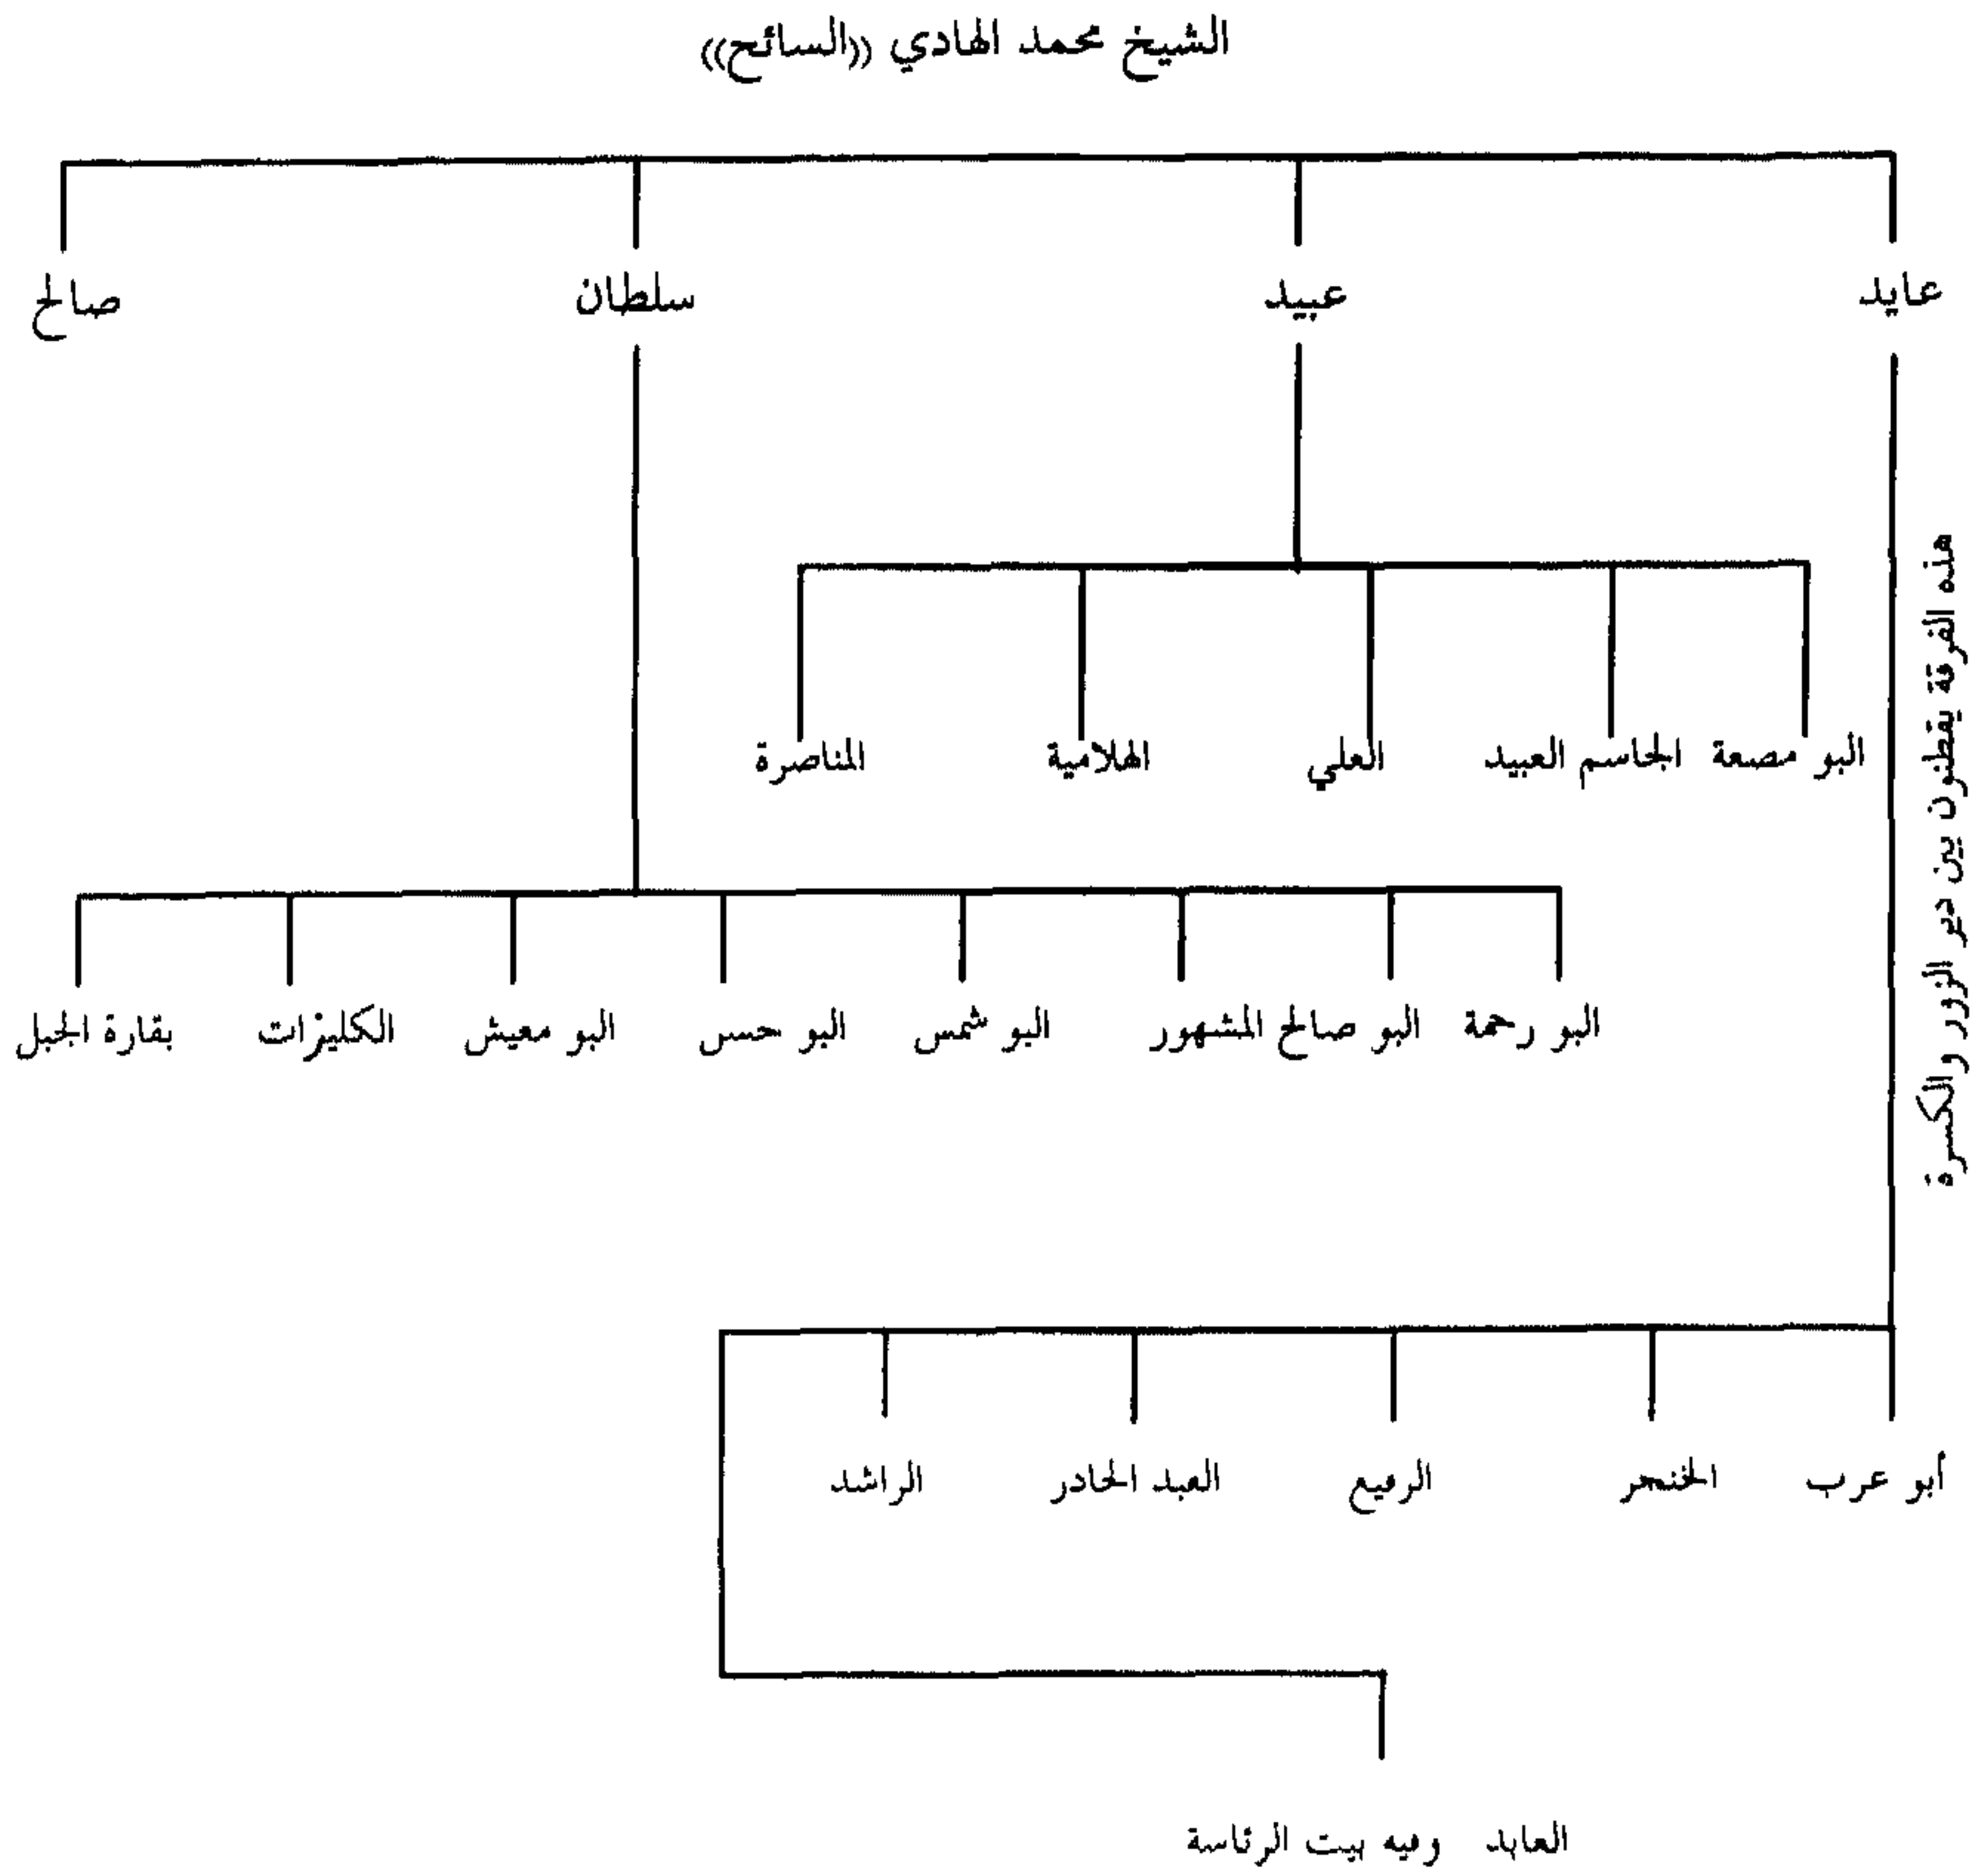 الشيخ محمد الهادي ((السائح))
عايد عبيد سلطان صالح
هذه الفرقة يقطنون بين دير الزور والكسرة
البو مصعة الجاسم العبيد العلي الهلامية المناصرة
البو رحمة البو صالح المشهور البو شمس البو حسن البو معيش الكليزات بقارة الجبل
أبو عرب الخنجر الرميع العبد الجادر الراشد
العابد وفيه بيت الرئاسة